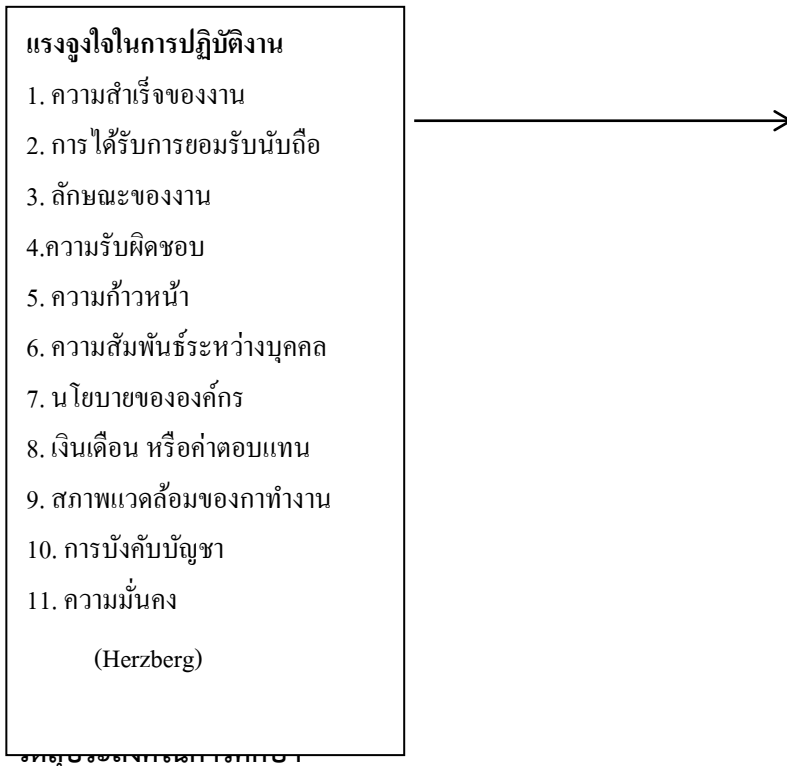 แรงจูงใจในการปฏิบัติงาน
1. ความสำเร็จของงาน
2. การได้รับการยอมรับนับถือ
3. ลักษณะของงาน
4.ความรับผิดชอบ
5. ความก้าวหน้า
6. ความสัมพันธ์ระหว่างบุคคล
7. นโยบายขององค์กร
8. เงินเดือน หรือค่าตอบแทน
9. สภาพแวดล้อมของกาทำงาน
10. การบังคับบัญชา
11. ความมั่นคง
(Herzberg)